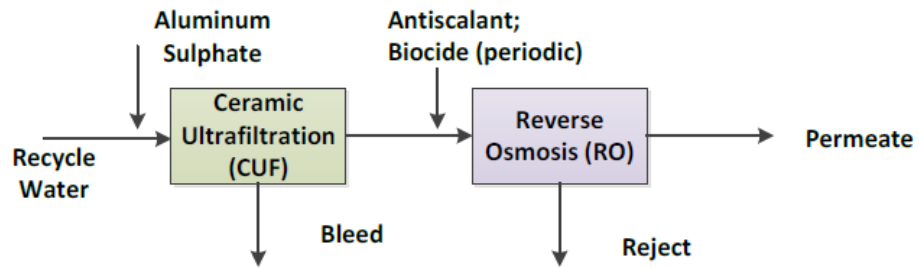 Aluminum
Sulphate
Antiscalant;
Biocide (periodic)
Recycle
Water
Ceramic
Ultrafiltration
(CUF)
Reverse
Osmosis (RO)
Permeate
Bleed
Reject